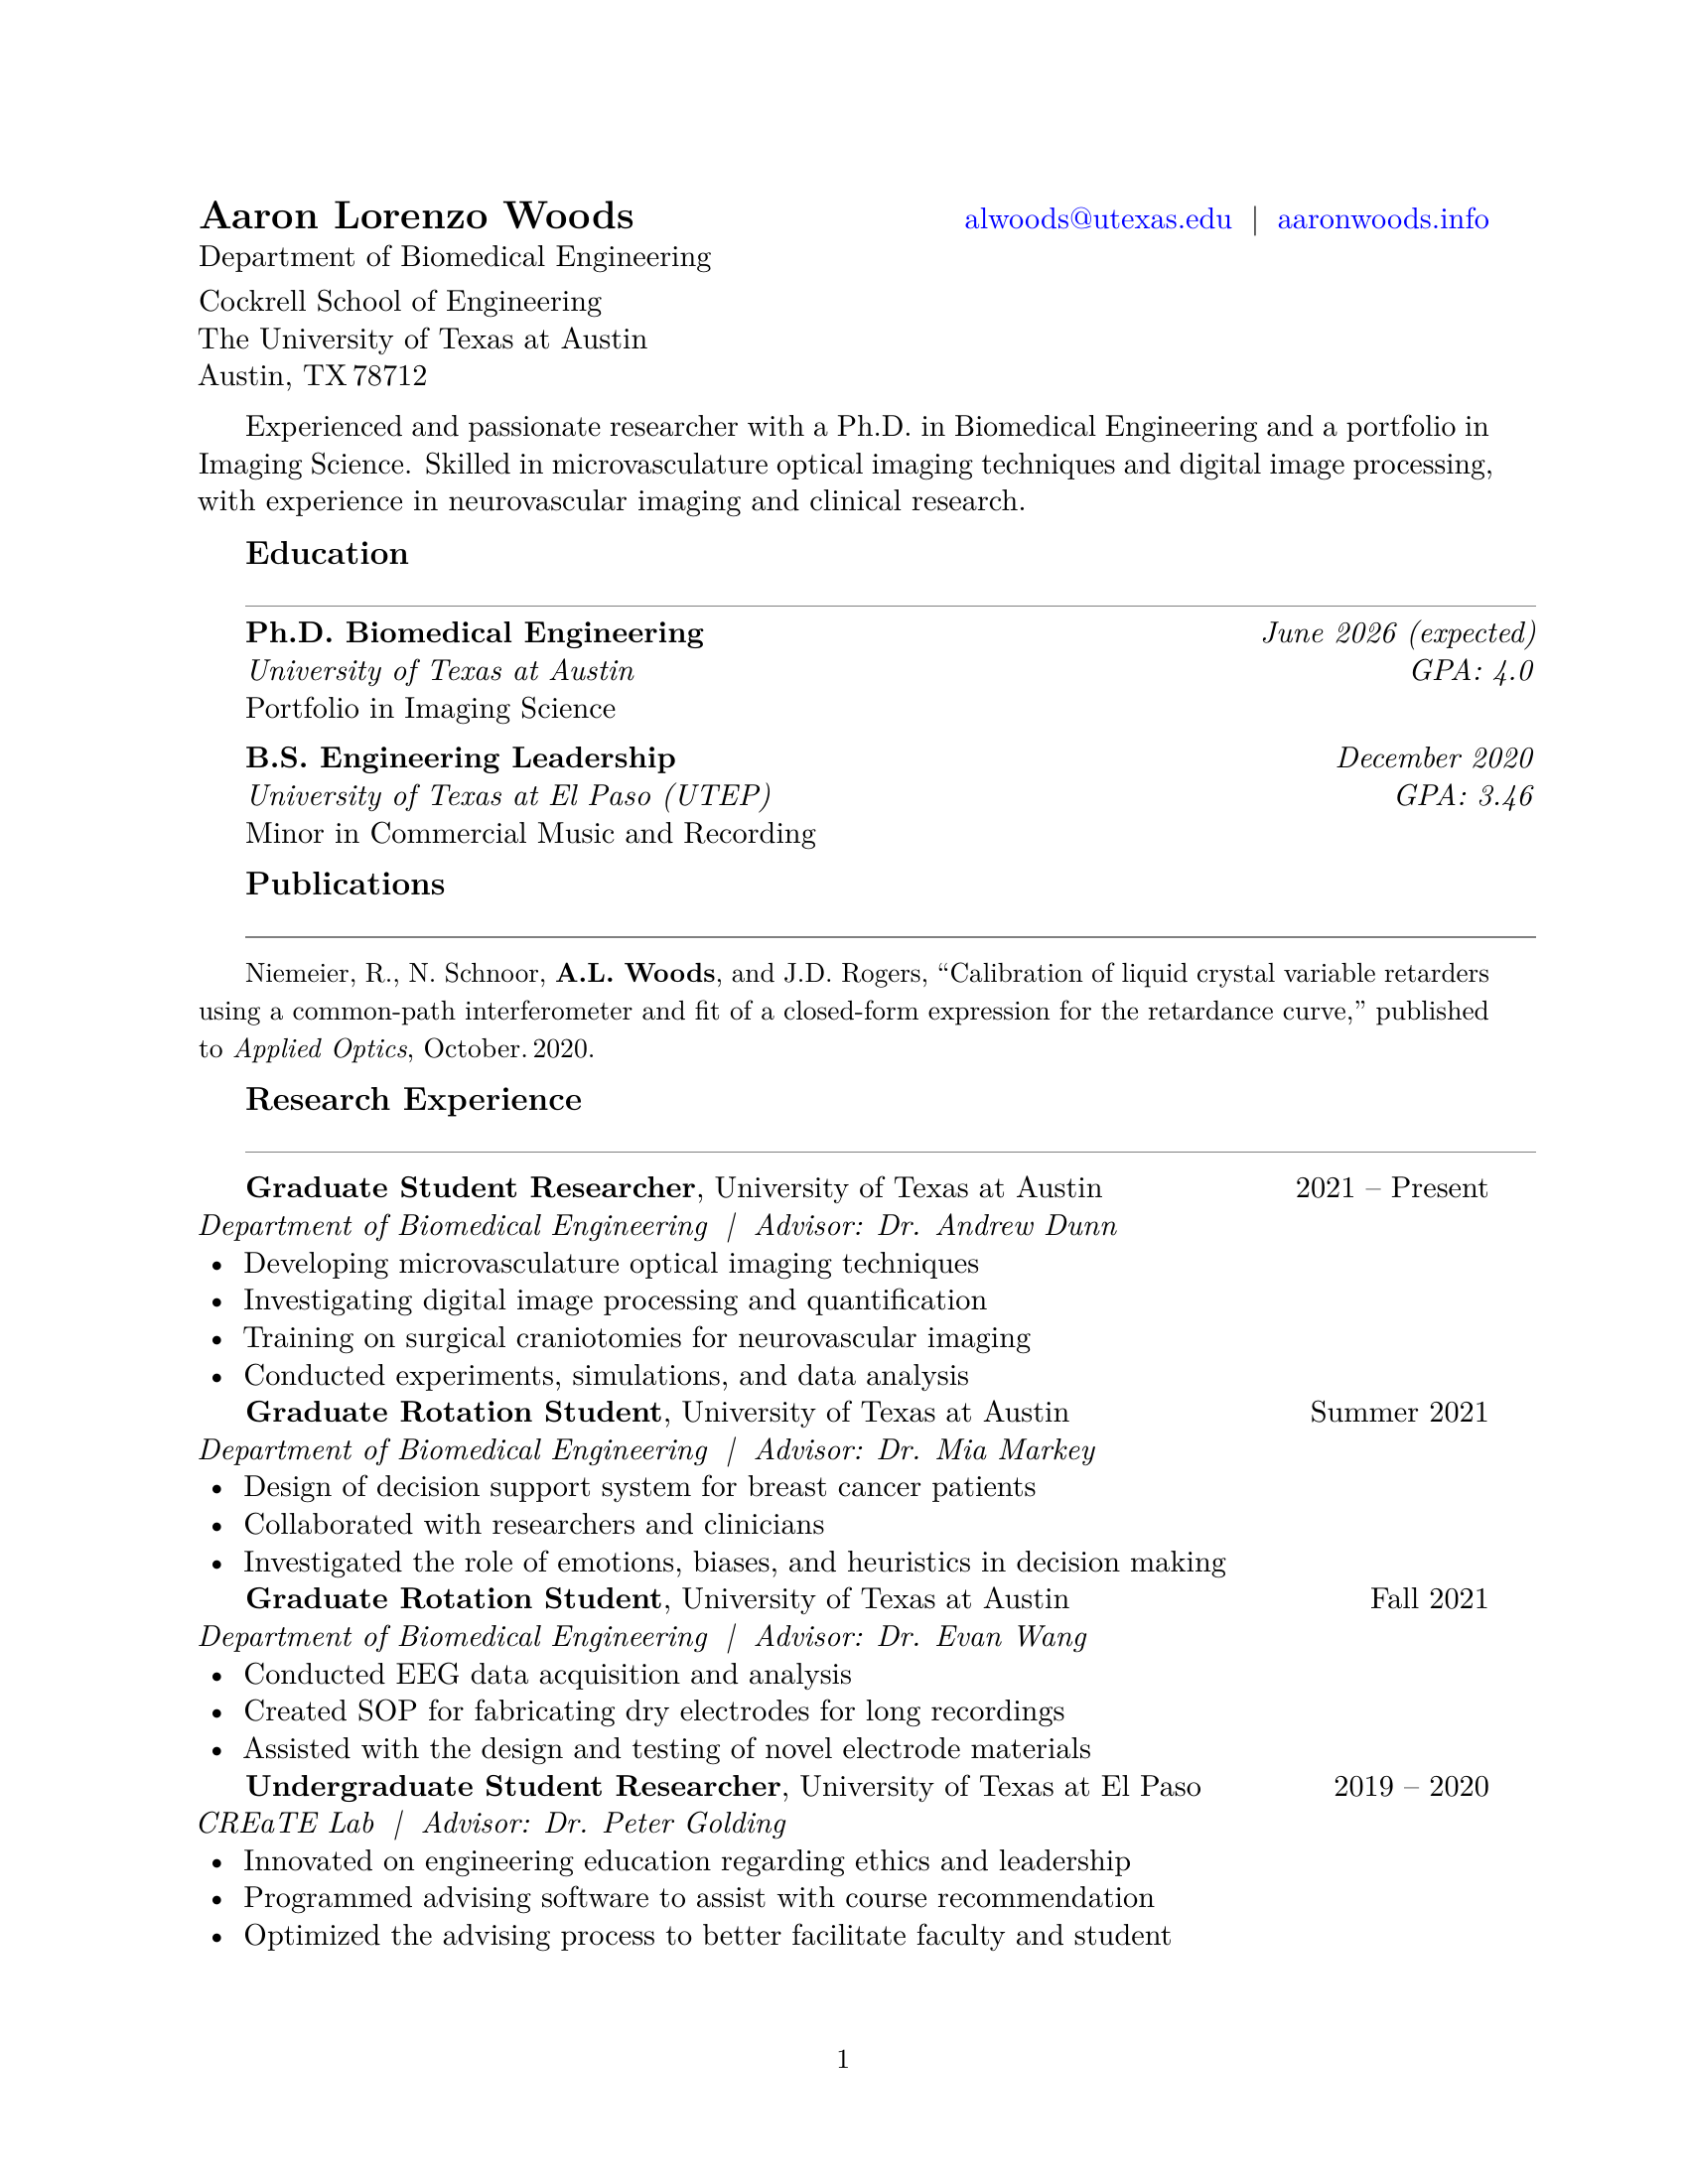 Aaron Lorenzo Woods alwoods@utexas.edu | aaronwoods.info
Department of Biomedical Engineering
Cockrell School of Engineering
The University of Texas at Austin
Austin, TX 78712
Experienced and passionate researcher with a Ph.D. in Biomedical Engineering and a portfolio in
Imaging Science. Skilled in microvasculature optical imaging techniques and digital image processing,
with experience in neurovascular imaging and clinical research.
Education
Ph.D. Biomedical Engineering June 2026 (expected)
University of Texas at Austin GPA: 4.0
Portfolio in Imaging Science
B.S. Engineering Leadership December 2020
University of Texas at El Paso (UTEP) GPA: 3.46
Minor in Commercial Music and Recording
Publications
Niemeier, R., N. Schnoor, A.L. Woods, and J.D. Rogers, “Calibration of liquid crystal variable retarders
using a common-path interferometer and fit of a closed-form expression for the retardance curve,” published
to Applied Optics, October. 2020.
Research Experience
Graduate Student Researcher, University of Texas at Austin 2021 – Present
Department of Biomedical Engineering | Advisor: Dr. Andrew Dunn
• Developing microvasculature optical imaging techniques
• Investigating digital image processing and quantification
• Training on surgical craniotomies for neurovascular imaging
• Conducted experiments, simulations, and data analysis
Graduate Rotation Student, University of Texas at Austin Summer 2021
Department of Biomedical Engineering | Advisor: Dr. Mia Markey
• Design of decision support system for breast cancer patients
• Collaborated with researchers and clinicians
• Investigated the role of emotions, biases, and heuristics in decision making
Graduate Rotation Student, University of Texas at Austin Fall 2021
Department of Biomedical Engineering | Advisor: Dr. Evan Wang
• Conducted EEG data acquisition and analysis
• Created SOP for fabricating dry electrodes for long recordings
• Assisted with the design and testing of novel electrode materials
Undergraduate Student Researcher, University of Texas at El Paso 2019 – 2020
CREaTE Lab | Advisor: Dr. Peter Golding
• Innovated on engineering education regarding ethics and leadership
• Programmed advising software to assist with course recommendation
• Optimized the advising process to better facilitate faculty and student
1